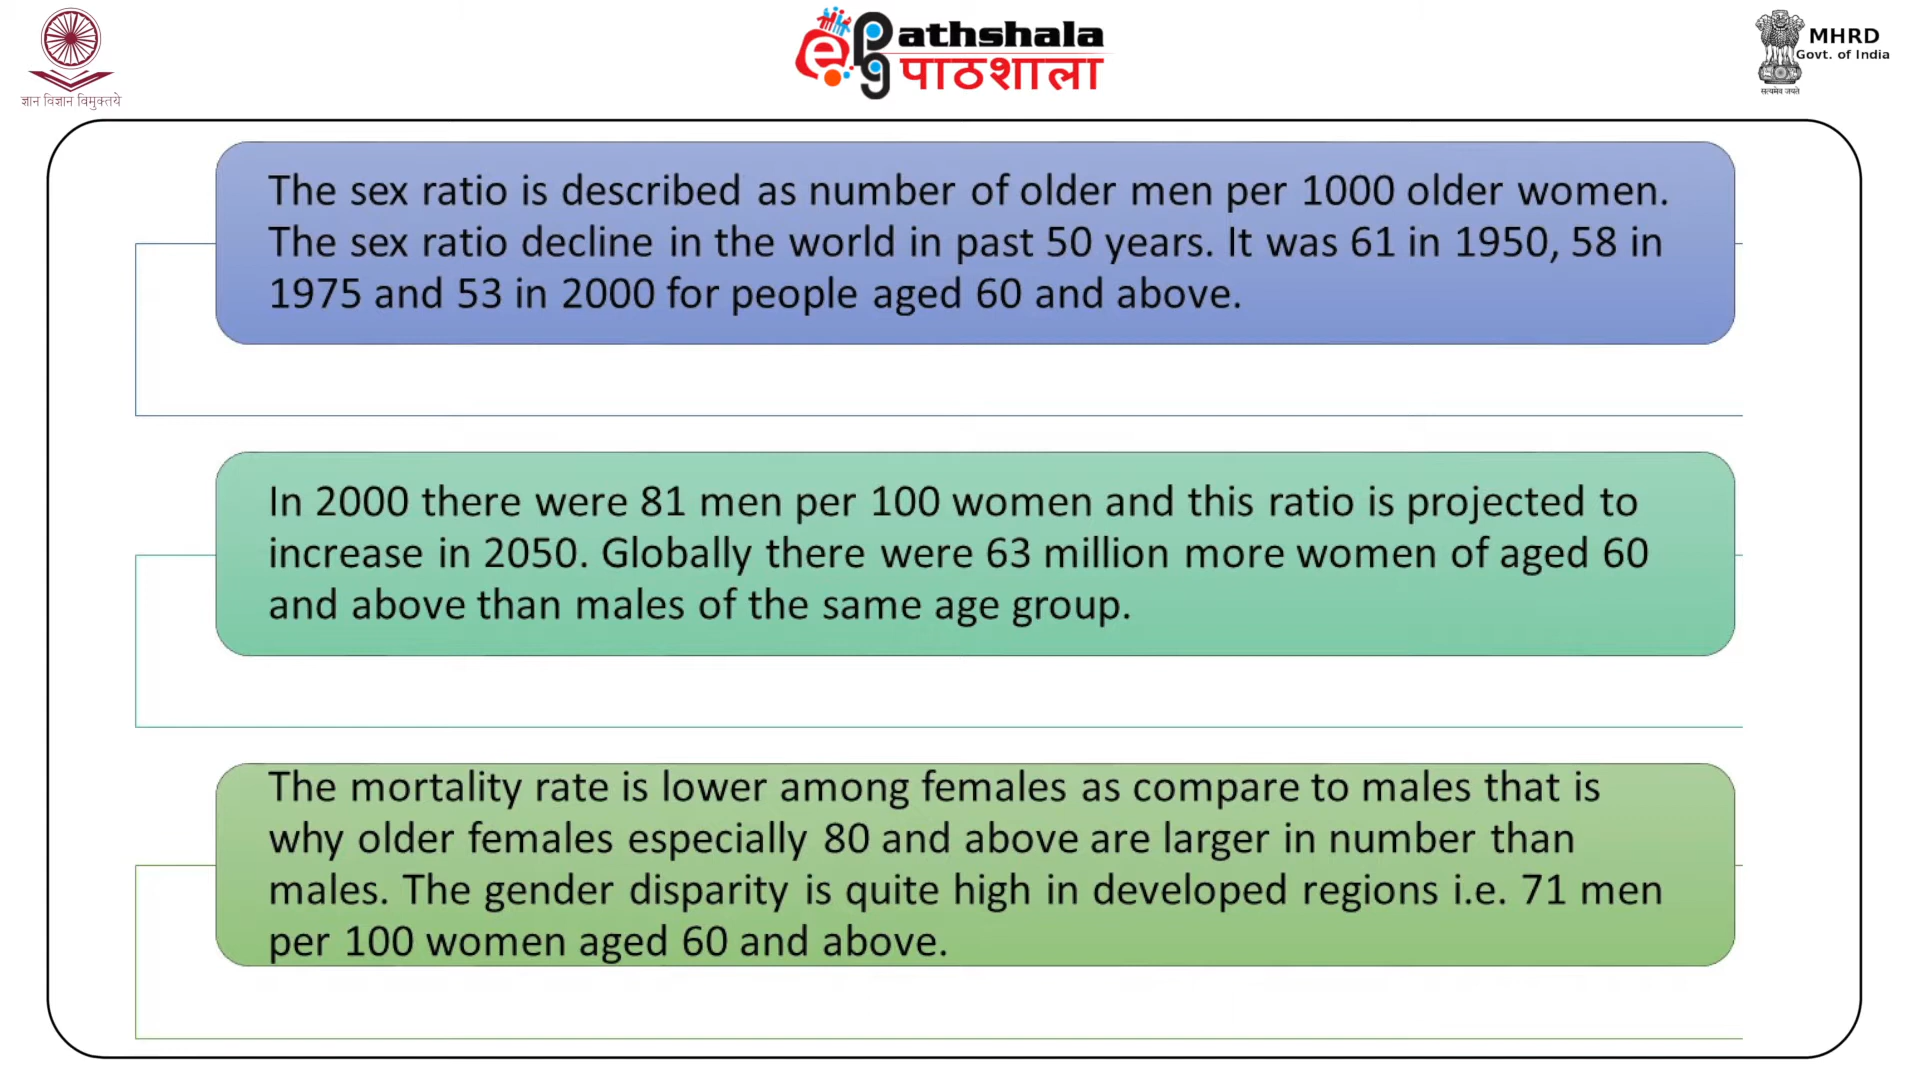 ज्ञान विज्ञान विमुक्तये
ePg Pathshala
पाठशाला
MHRD
Govt. of India
सत्यमेव जयते
The sex ratio is described as number of older men per 1000 older women.
The sex ratio decline in the world in past 50 years. It was 61 in 1950, 58 in
1975 and 53 in 2000 for people aged 60 and above.
In 2000 there were 81 men per 100 women and this ratio is projected to
increase in 2050. Globally there were 63 million more women of aged 60
and above than males of the same age group.
The mortality rate is lower among females as compare to males that is
why older females especially 80 and above are larger in number than
males. The gender disparity is quite high in developed regions i.e. 71 men
per 100 women aged 60 and above.